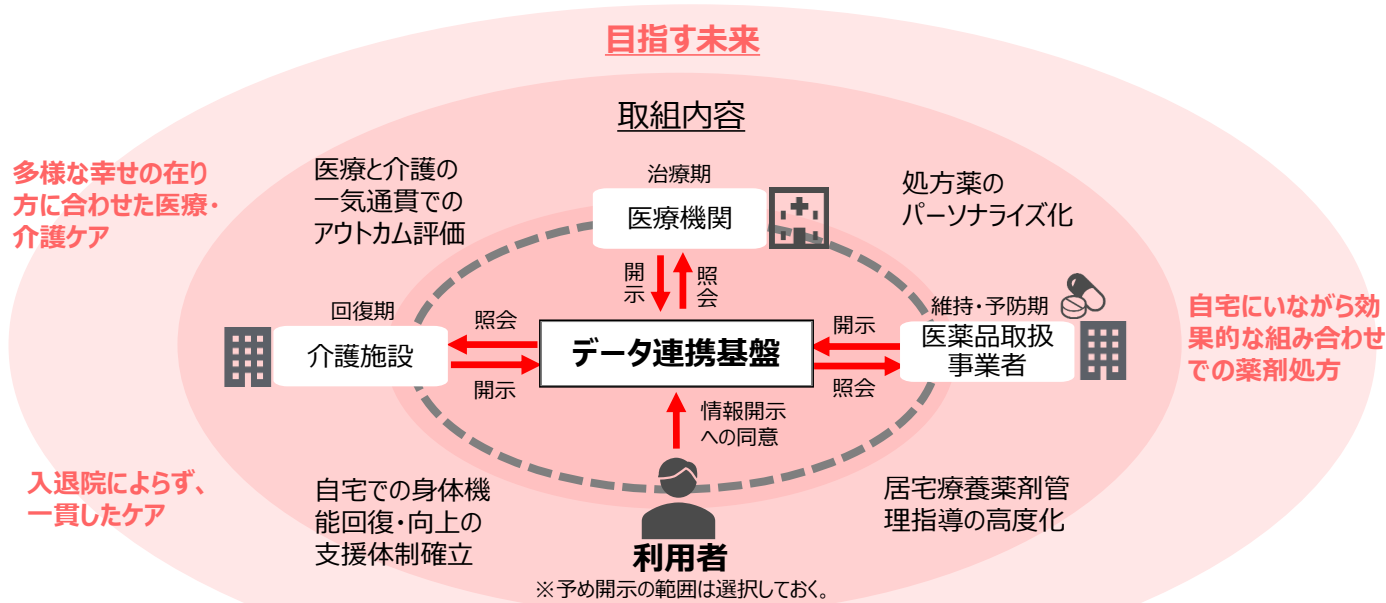 目指す未来
取組内容
多様な幸せの在り
方に合わせた医療・
介護ケア
医療と介護の
一気通貫での
アウトカム評価
治療期
医療機関
処方薬の
パーソナライズ化
開示
照会
回復期
介護施設
照会
開示
データ連携基盤
開示
照会
維持・予防期
医薬品取扱
事業者
自宅にいながら効
果的な組み合わせ
での薬剤処方
情報開示
への同意
入退院によらず、
一貫したケア
自宅での身体機
能回復・向上の
支援体制確立
居宅療養薬剤管
理指導の高度化
利用者
※予め開示の範囲は選択しておく。